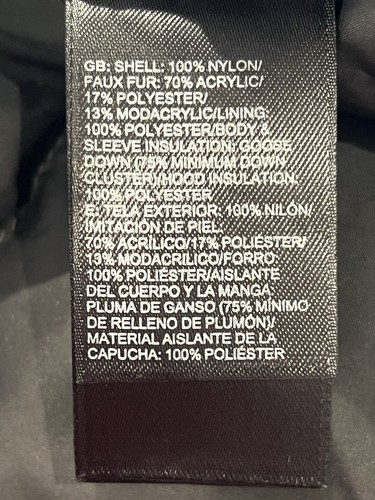 GB: SHELL: 100% NYLON/
FAUX FUR: 70% ACRYLIC/
17% POLYESTER/
13% MODACRYLIC/LINING:
100% POLYESTER/BODY &
SLEEVE INSULATION: GOOSE
DOWN (75% MINIMUM DOWN
CLUSTER)/HOOD INSULATION:
100% POLYESTER
E: TELA EXTERIOR: 100% NILÓN/
IMITACIÓN DE PIEL:
70% ACRÍLICO/17% POLIÉSTER/
13% MODACRÍLICO/FORRO:
100% POLIÉSTER/AISLANTE
DEL CUERPO Y LA MANGA:
PLUMA DE GANSO (75% MÍNIMO
DE RELLENO DE PLUMÓN)/
MATERIAL AISLANTE DE LA
CAPUCHA: 100% POLIÉSTER